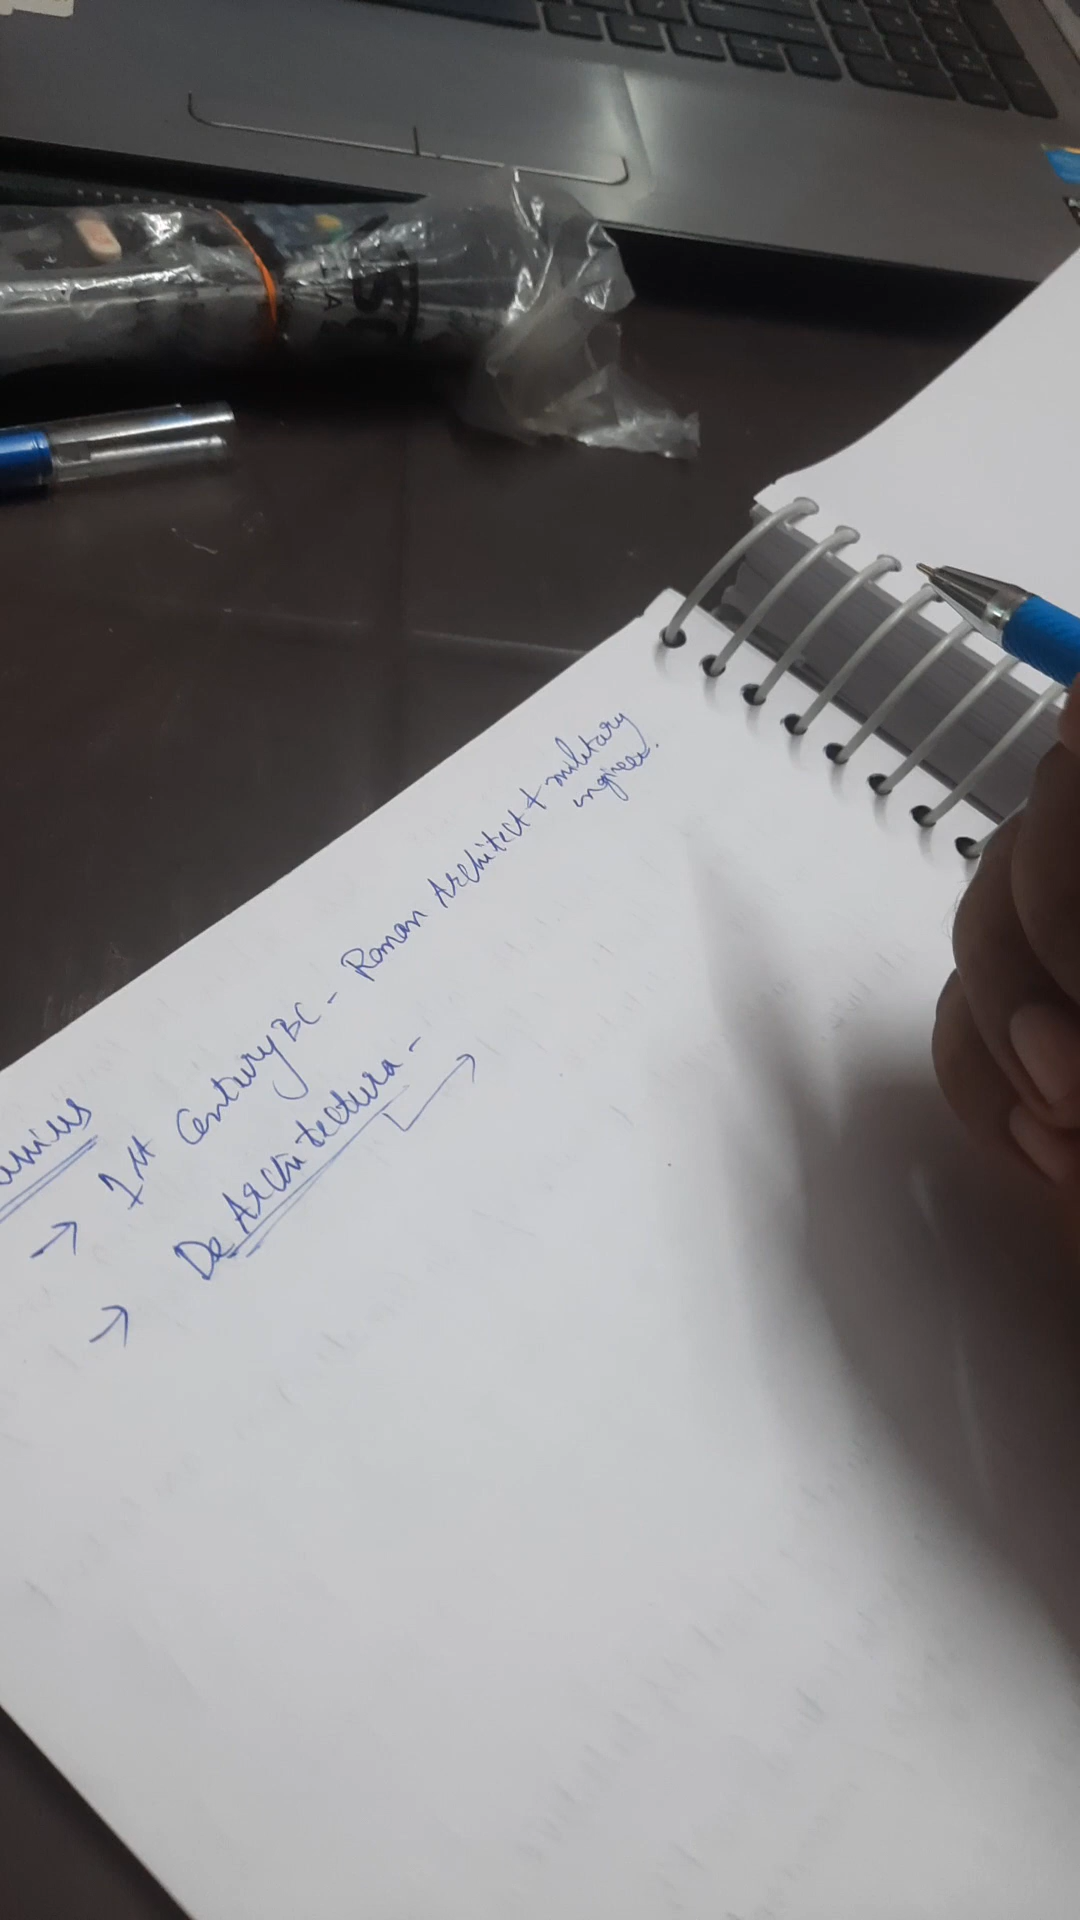 → 1st Century BC - Roman Architect + military
engineer.
→ De Architectura -